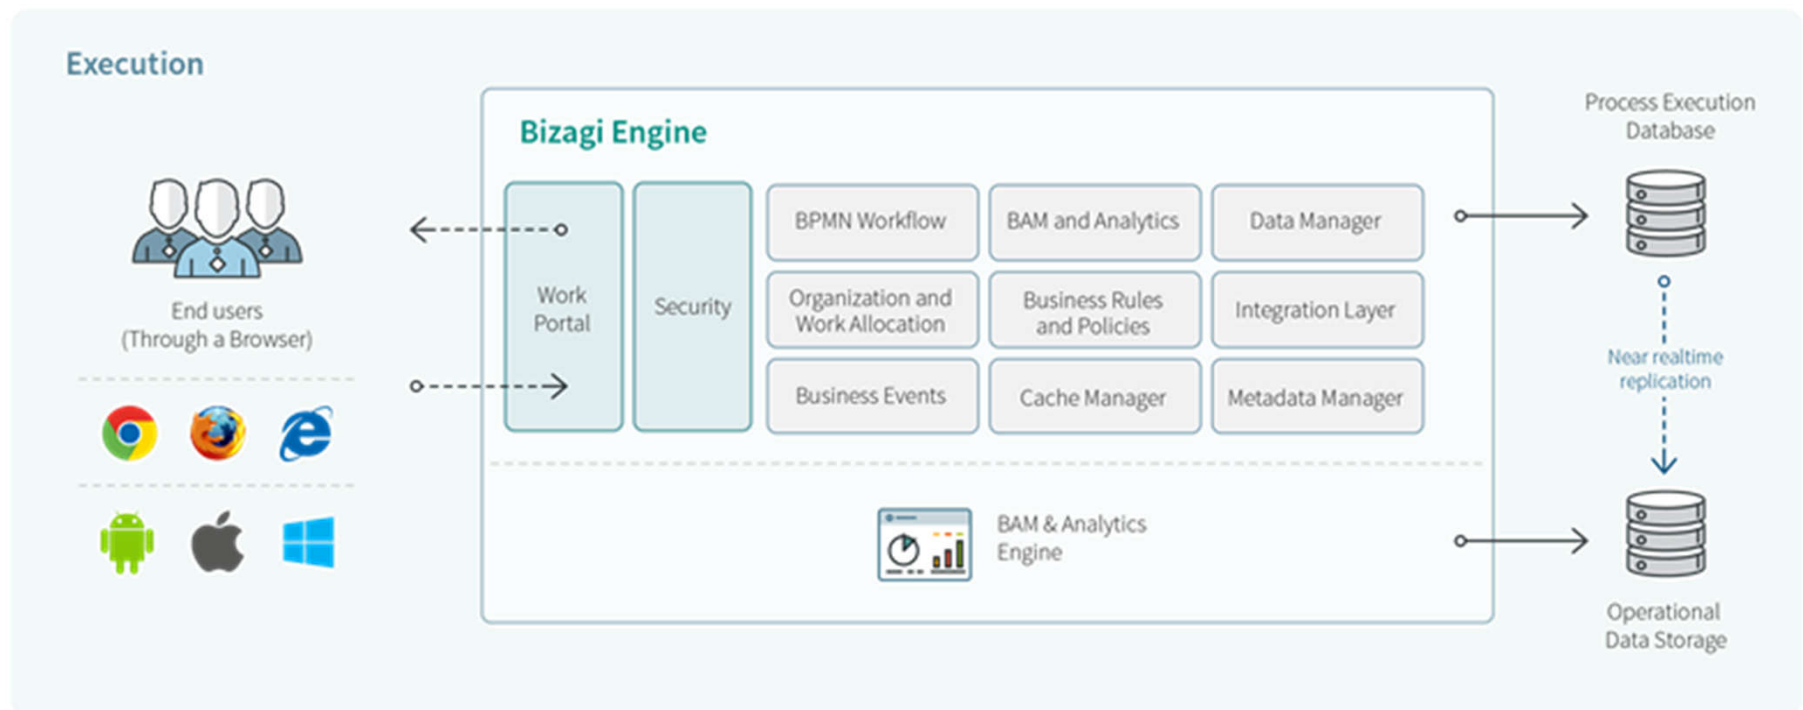 Execution
Bizagi Engine
End users
(Through a Browser)
Work
Portal
Security
BPMN Workflow
BAM and Analytics
Data Manager
Organization and
Work Allocation
Business Rules
and Policies
Integration Layer
Business Events
Cache Manager
Metadata Manager
BAM & Analytics
Engine
Process Execution
Database
Near realtime
replication
Operational
Data Storage